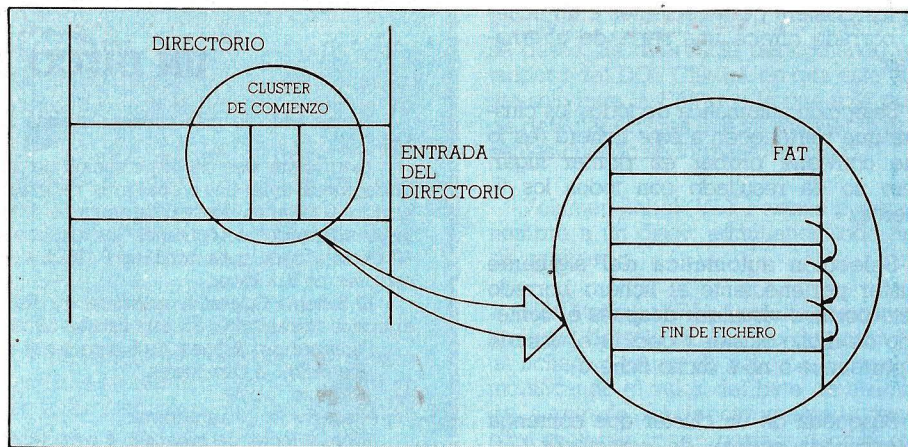 DIRECTORIO
CLUSTER
DE COMIENZO
ENTRADA
DEL
DIRECTORIO
FAT
FIN DE FICHERO